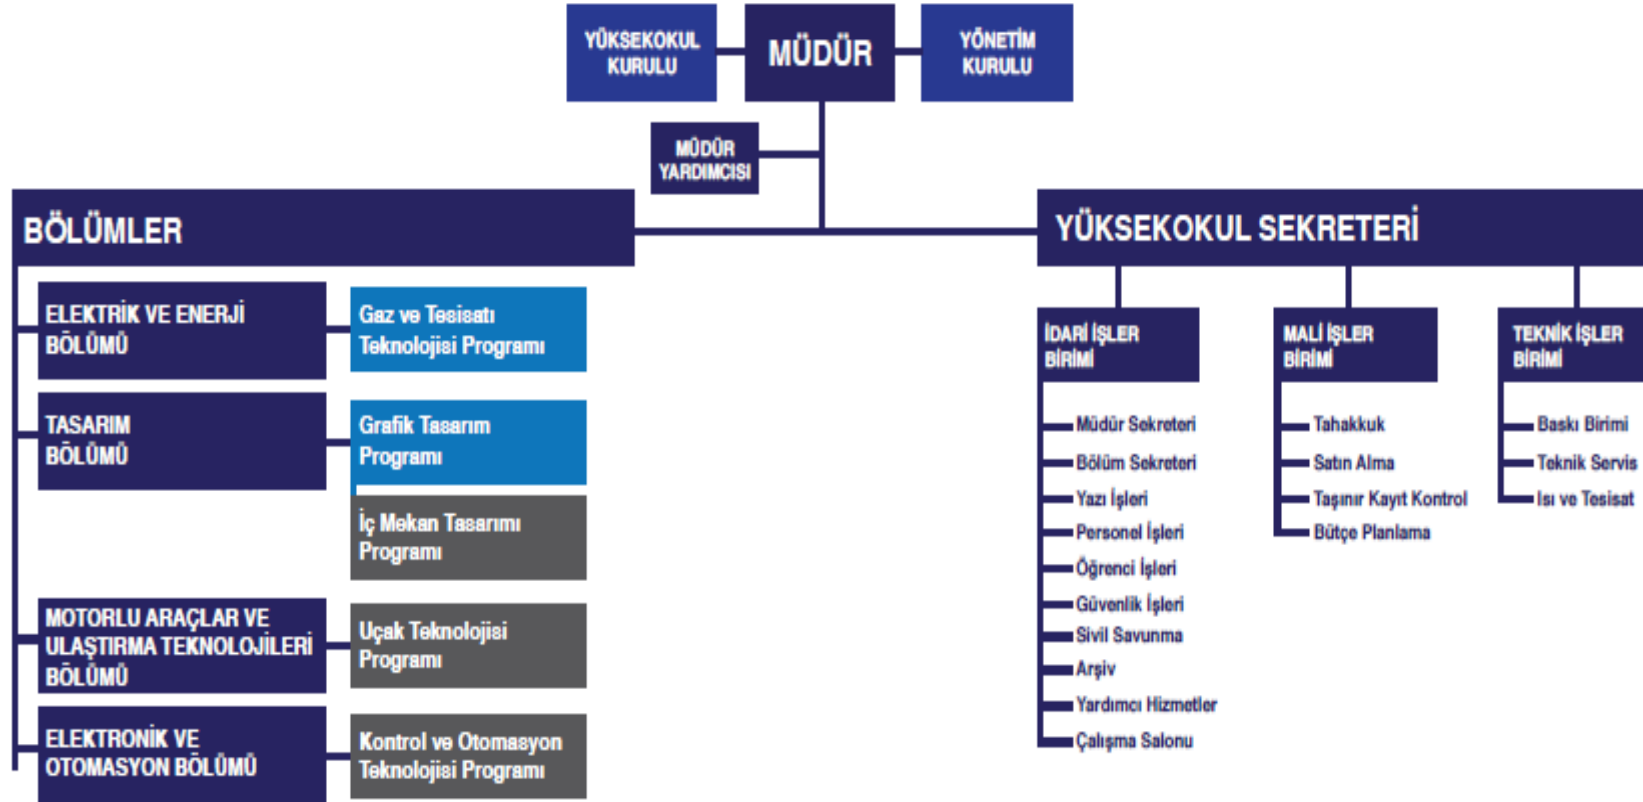 YÜKSEKOKUL
KURULU
MÜDÜR
YÖNETİM
KURULU
MÜDÜR
YARDIMCISI
BÖLÜMLER
ELEKTRİK VE ENERJİ
BÖLÜMÜ
Gaz ve Tesisatı
Teknolojisi Programı
TASARIM
BÖLÜMÜ
Grafik Tasarım
Programı
İç Mekan Tasarımı
Programı
MOTORLU ARAÇLAR VE
ULAŞTIRMA TEKNOLOJİLERİ
BÖLÜMÜ
Uçak Teknolojisi
Programı
ELEKTRONİK VE
OTOMASYON BÖLÜMÜ
Kontrol ve Otomasyon
Teknolojisi Programı
YÜKSEKOKUL SEKRETERİ
İDARİ İŞLER
BİRİMİ
Müdür Sekreteri
Bölüm Sekreteri
Yazı İşleri
Personel İşleri
Öğrenci İşleri
Güvenlik İşleri
Sivil Savunma
Arşiv
Yardımcı Hizmetler
Çalışma Salonu
MALİ İŞLER
BİRİMİ
Tahakkuk
Satın Alma
Taşınır Kayıt Kontrol
Bütçe Planlama
TEKNİK İŞLER
BİRİMİ
Baskı Birimi
Teknik Servis
Isı ve Tesisat